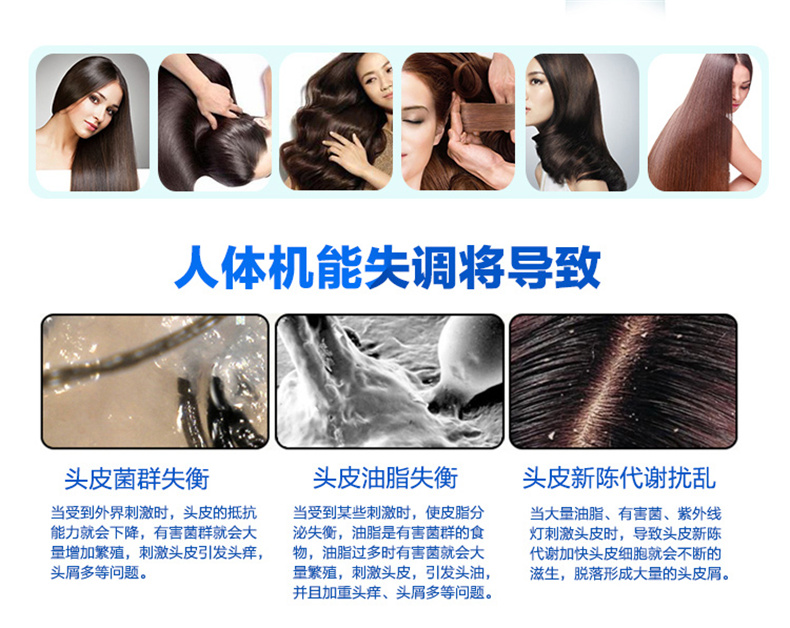 人体机能失调将导致
头皮菌群失衡
当受到外界刺激时，头皮的抵抗
能力就会下降，有害菌群就会大
量增加繁殖，刺激头皮引发头痒，
头屑多等问题。
头皮油脂失衡
当受到某些刺激时，使皮脂分
泌失衡，油脂是有害菌群的食
物，油脂过多时有害菌就会大
量繁殖，刺激头皮，引发头油，
并且加重头痒、头屑多等问题。
头皮新陈代谢扰乱
当大量油脂、有害菌、紫外线
灯刺激头皮时，导致头皮新陈
代谢加快头皮细胞就会不断的
滋生，脱落形成大量的头皮屑。